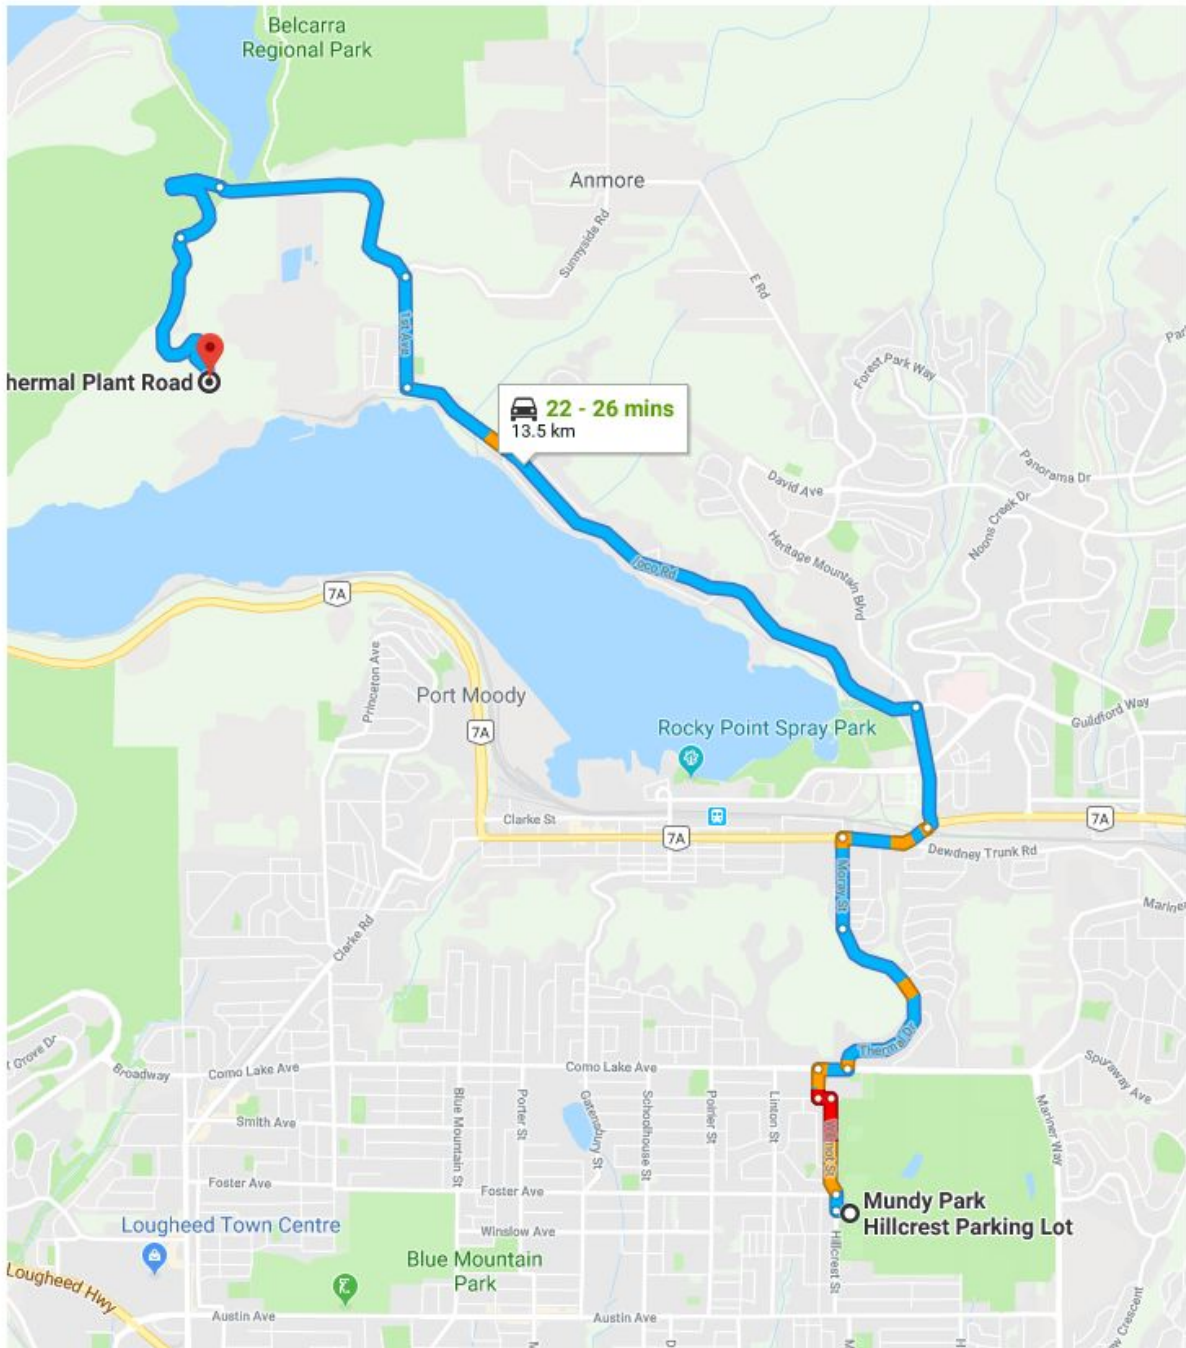 Belcarra
Regional Park
Anmore
Sunnyside Rd
E Rd
1st Ave
hermal Plant Road
22 - 26 mins
13.5 km
Forest Park Way
Panorama Dr
David Ave
Noons Creek Dr
Heritage Mountain Blvd
Ioco Rd
7A
Princeton Ave
Port Moody
7A
Guildford Way
Rocky Point Spray Park
Clarke St
7A
7A
Dewdney Trunk Rd
Moray St
Mariner
Clarke Rd
Thermal Dr
t Grove Dr
Broadway
Como Lake Ave
Como Lake Ave
Spuraway Ave
Mariner Way
Blue Mountain St
Porter St
Gatensbury St
Schoolhouse St
Poirier St
Linton St
Smith Ave
Foster Ave
Foster Ave
Mundy Park
Hillcrest Parking Lot
Winslow Ave
Lougheed Town Centre
Blue Mountain
Park
Hillcrest St
Lougheed Hwy
Austin Ave
Austin Ave
w Crescent